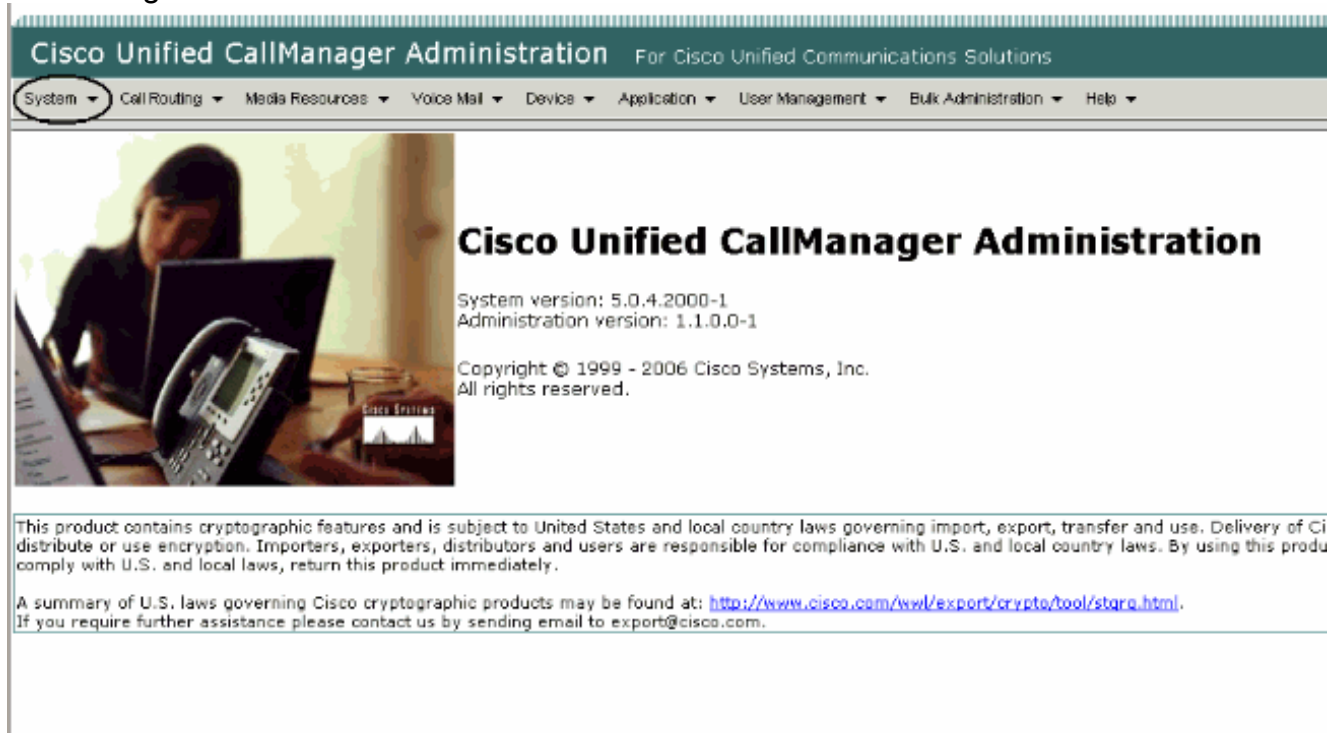 Cisco Unified CallManager Administration For Cisco Unified Communications Solutions
System Call Routing Media Resources Voice Mail Device Application User Management Bulk Administration Help
Cisco Unified CallManager Administration
System version: 5.0.4.2000-1
Administration version: 1.1.0.0-1
Copyright © 1999 - 2006 Cisco Systems, Inc.
All rights reserved.
CISCO SYSTEMS
This product contains cryptographic features and is subject to United States and local country laws governing import, export, transfer and use. Delivery of Ci
distribute or use encryption. Importers, exporters, distributors and users are responsible for compliance with U.S. and local country laws. By using this produ
comply with U.S. and local laws, return this product immediately.
A summary of U.S. laws governing Cisco cryptographic products may be found at: http://www.cisco.com/wwl/export/crypto/tool/stqrg.html.
If you require further assistance please contact us by sending email to export@cisco.com.